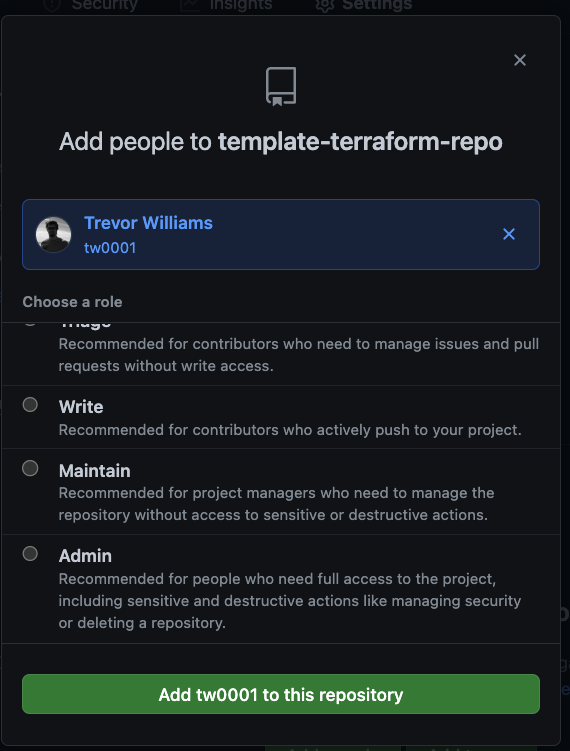 Security
Insights
Settings
Add people to template-terraform-repo
Trevor Williams
tw0001
Choose a role
Triage
Recommended for contributors who need to manage issues and pull
requests without write access.
Write
Recommended for contributors who actively push to your project.
Maintain
Recommended for project managers who need to manage the
repository without access to sensitive or destructive actions.
Admin
Recommended for people who need full access to the project,
including sensitive and destructive actions like managing security
or deleting a repository.
Add tw0001 to this repository